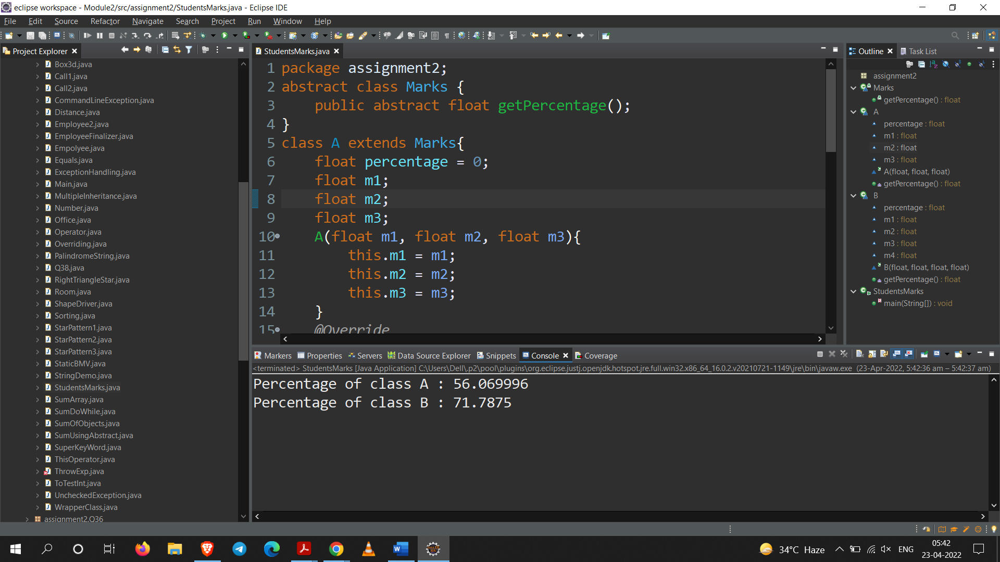 eclipse workspace - Module2/src/assignment2/StudentsMarks.java - Eclipse IDE
File Edit Source Refactor Navigate Search Project Run Window Help
Project Explorer
Box3d.java
Call1.java
Call2.java
CommandLineException.java
Distance.java
Employee2.java
EmployeeFinalizer.java
Empolyee.java
Equals.java
ExceptionHandling.java
Main.java
MultipleInheritance.java
Number.java
Office.java
Operator.java
Overriding.java
PalindromeString.java
Q38.java
RightTriangleStar.java
Room.java
ShapeDriver.java
Sorting.java
StarPattern1.java
StarPattern2.java
StarPattern3.java
StaticBMV.java
StringDemo.java
StudentsMarks.java
SumArray.java
SumDoWhile.java
SumOfObjects.java
SumUsingAbstract.java
SuperKeyWord.java
ThisOperator.java
ThrowExp.java
ToTestInt.java
UncheckedException.java
WrapperClass.java
assignment2.Q36
StudentsMarks.java
1 package assignment2;
2 abstract class Marks {
3 public abstract float getPercentage();
4 }
5 class A extends Marks{
6 float percentage = 0;
7 float m1;
8 float m2;
9 float m3;
10 A(float m1, float m2, float m3){
11 this.m1 = m1;
12 this.m2 = m2;
13 this.m3 = m3;
14 }
15 @Override
Outline Task List
assignment2
Marks
getPercentage() : float
A
percentage : float
m1 : float
m2 : float
m3 : float
A(float, float, float)
getPercentage() : float
B
percentage : float
m1 : float
m2 : float
m3 : float
m4 : float
B(float, float, float, float)
getPercentage() : float
StudentsMarks
main(String[]) : void
Markers Properties Servers Data Source Explorer Snippets Console Coverage
<terminated> StudentsMarks [Java Application] C:\Users\Dell\.p2\pool\plugins\org.eclipse.justj.openjdk.hotspot.jre.full.win32.x86_64_16.0.2.v20210721-1149\jre\bin\javaw.exe (23-Apr-2022, 5:42:36 am – 5:42:37 am)
Percentage of class A : 56.069996
Percentage of class B : 71.7875
34°C Haze
ENG
05:42
23-04-2022